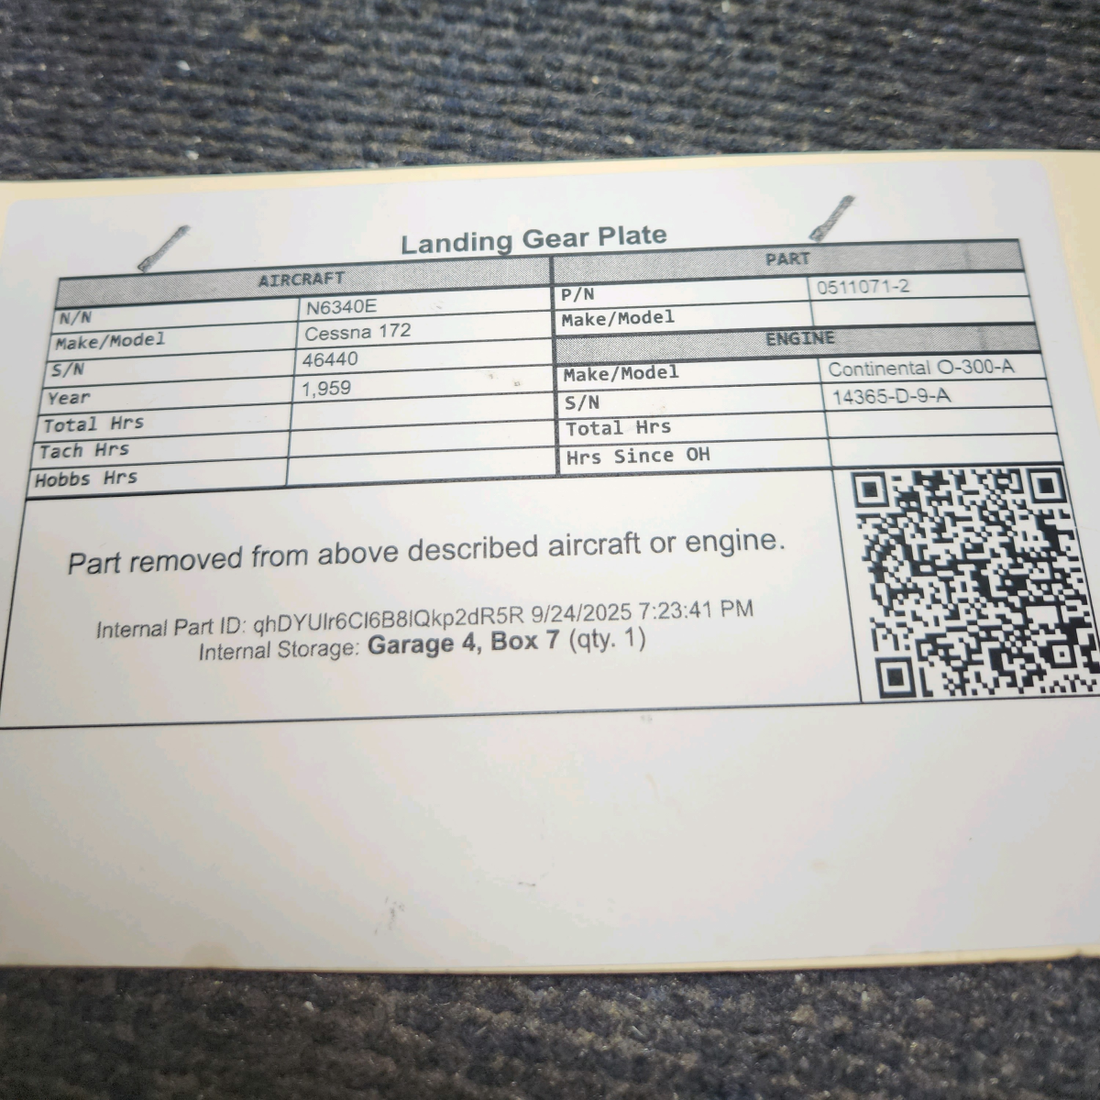 Landing Gear Plate
AIRCRAFT
N/N N6340E
Make/Model Cessna 172
S/N 46440
Year 1,959
Total Hrs
Tach Hrs
Hobbs Hrs
PART
P/N 0511071-2
Make/Model
ENGINE
Make/Model Continental O-300-A
S/N 14365-D-9-A
Total Hrs
Hrs Since OH
Part removed from above described aircraft or engine.
Internal Part ID: qhDYUIr6CI6B8IQkp2dR5R 9/24/2025 7:23:41 PM
Internal Storage: Garage 4, Box 7 (qty. 1)